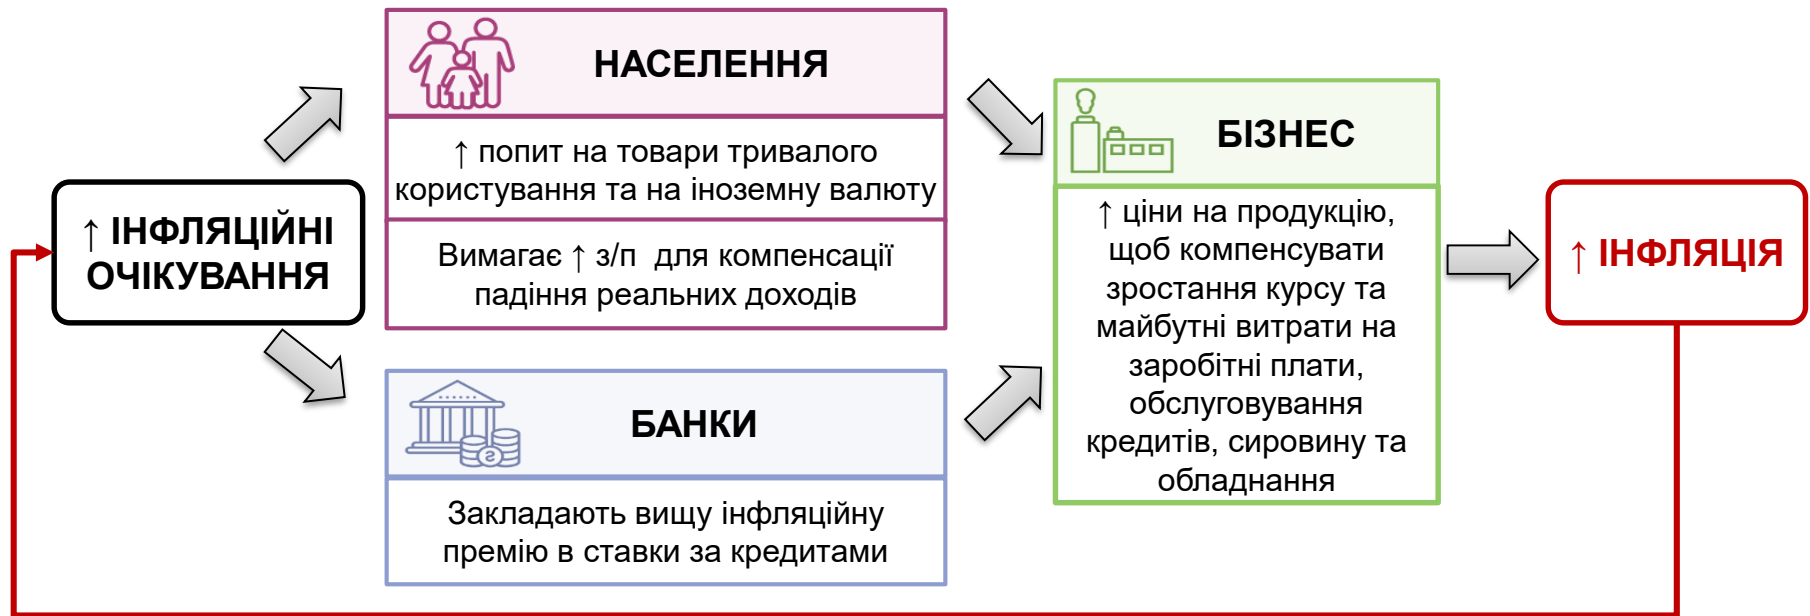 НАСЕЛЕННЯ
↑ попит на товари тривалого
користування та на іноземну валюту
Вимагає ↑ з/п для компенсації
падіння реальних доходів
↑ ІНФЛЯЦІЙНІ
ОЧІКУВАННЯ
БАНКИ
Закладають вищу інфляційну
премію в ставки за кредитами
БІЗНЕС
↑ ціни на продукцію,
щоб компенсувати
зростання курсу та
майбутні витрати на
заробітні плати,
обслуговування
кредитів, сировину та
обладнання
↑ ІНФЛЯЦІЯ